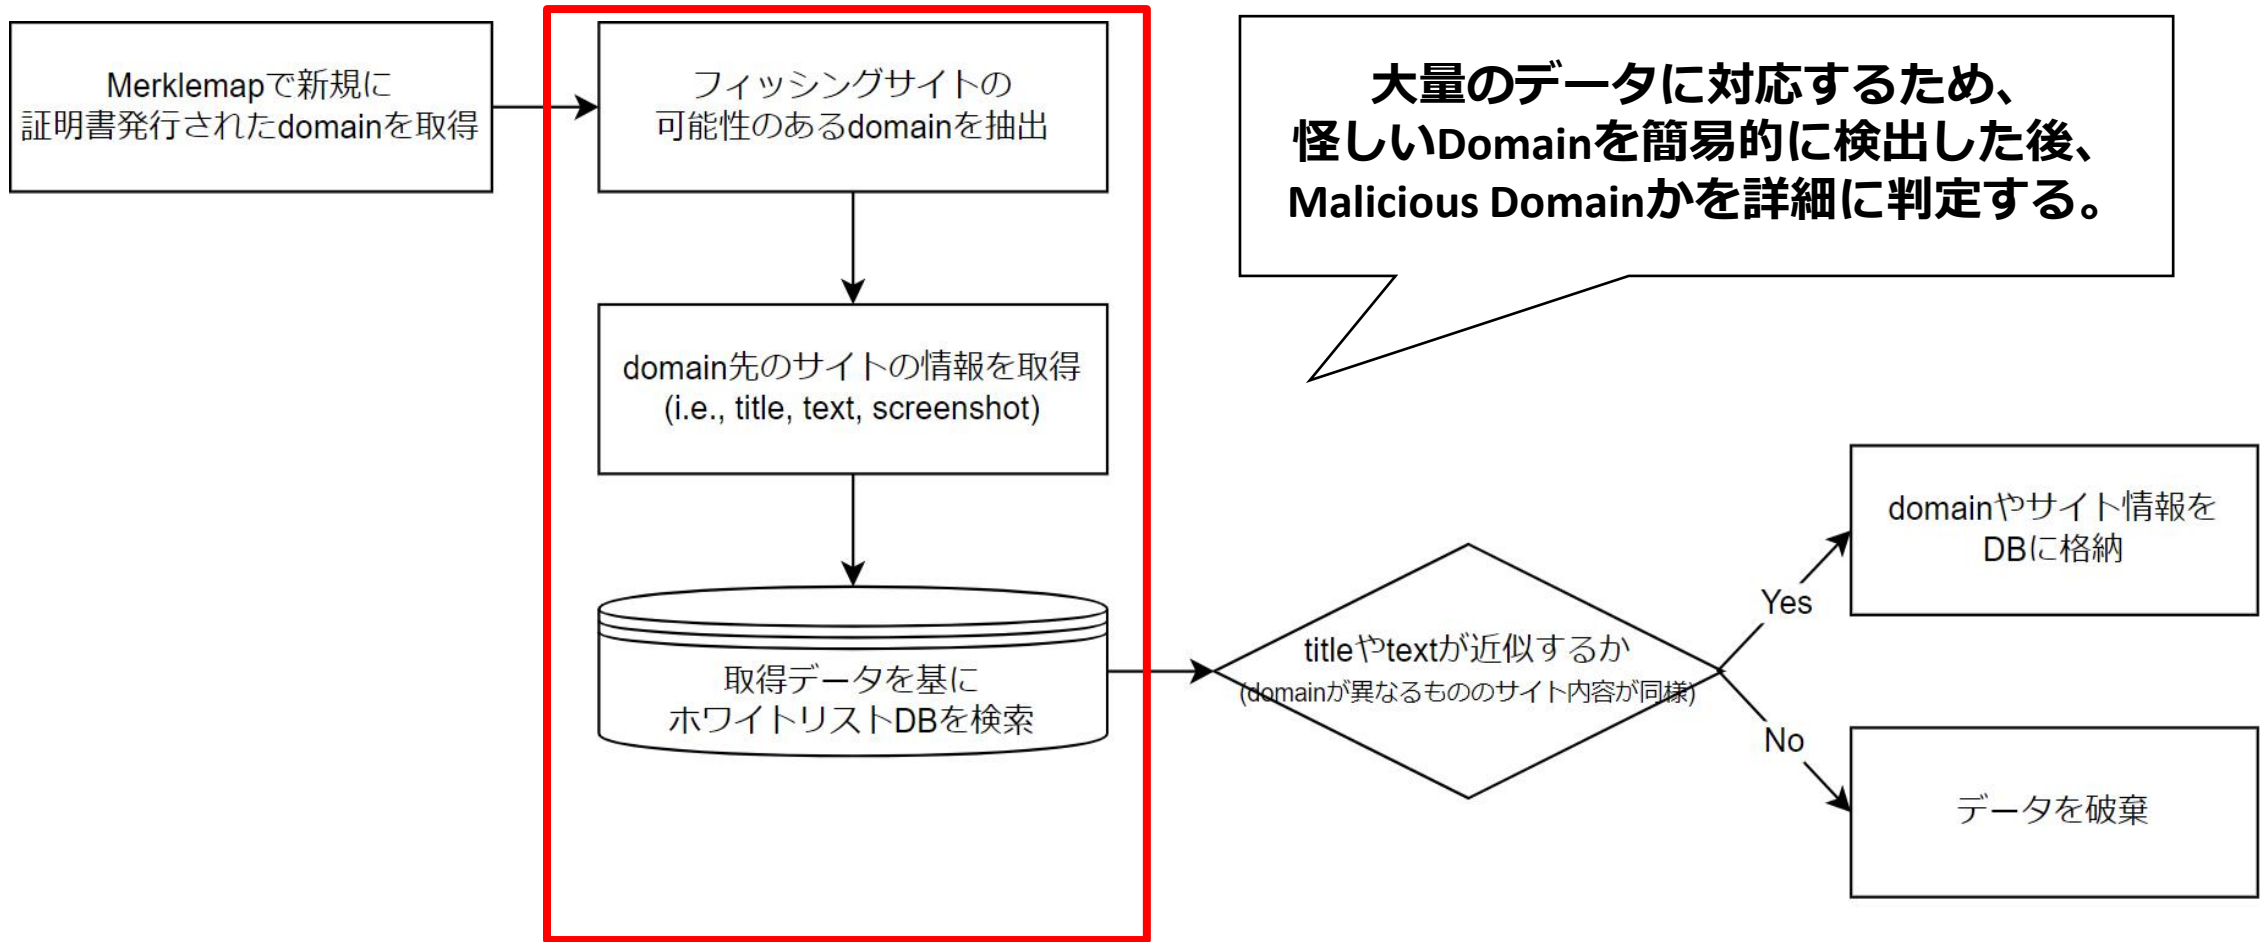 Merklemapで新規に
証明書発行されたdomainを取得
フィッシングサイトの
可能性のあるdomainを抽出
大量のデータに対応するため、
怪しいDomainを簡易的に検出した後、
Malicious Domainかを詳細に判定する。
domain先のサイトの情報を取得
(i.e., title, text, screenshot)
取得データを基に
ホワイトリストDBを検索
titleやtextが近似するか
(domainが異なるもののサイト内容が同様)
Yes
domainやサイト情報を
DBに格納
No
データを破棄